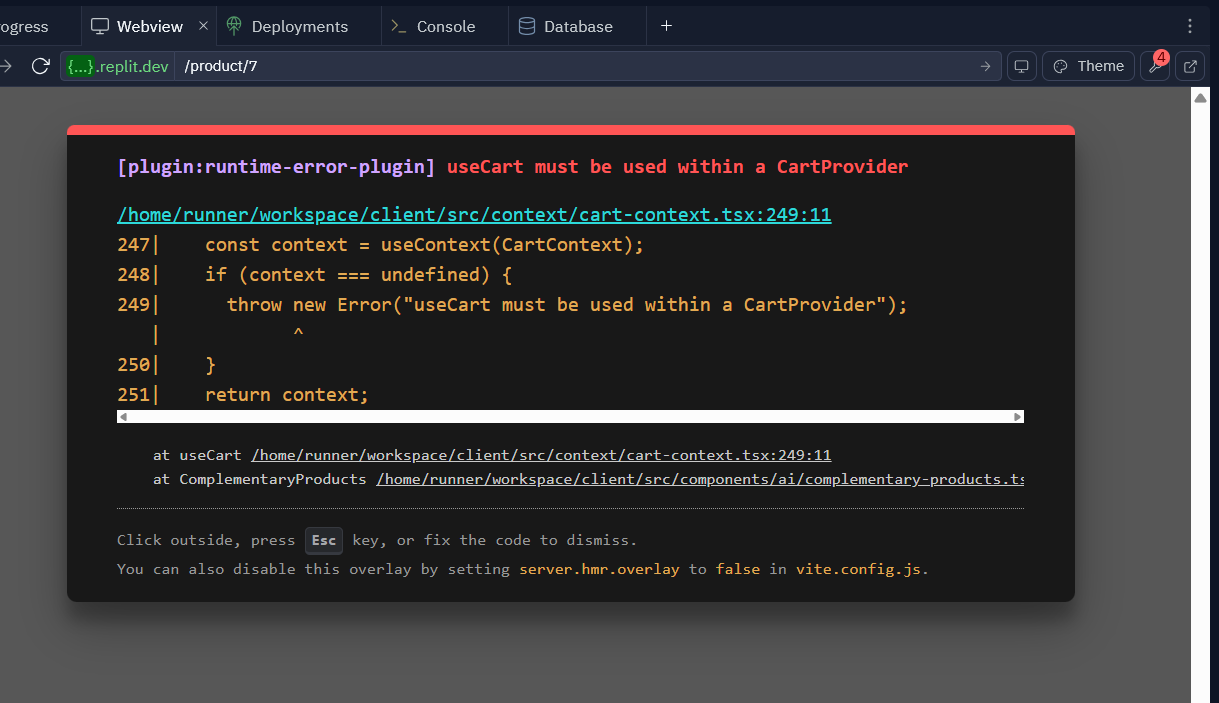 ogress Webview × Deployments Console Database +
{...}.replit.dev /product/7 Theme 4
[plugin:runtime-error-plugin] useCart must be used within a CartProvider
/home/runner/workspace/client/src/context/cart-context.tsx:249:11
247|    const context = useContext(CartContext);
248|    if (context === undefined) {
249|      throw new Error("useCart must be used within a CartProvider");
   |            ^
250|    }
251|    return context;
at useCart /home/runner/workspace/client/src/context/cart-context.tsx:249:11
at ComplementaryProducts /home/runner/workspace/client/src/components/ai/complementary-products.ts
Click outside, press Esc key, or fix the code to dismiss.
You can also disable this overlay by setting server.hmr.overlay to false in vite.config.js.